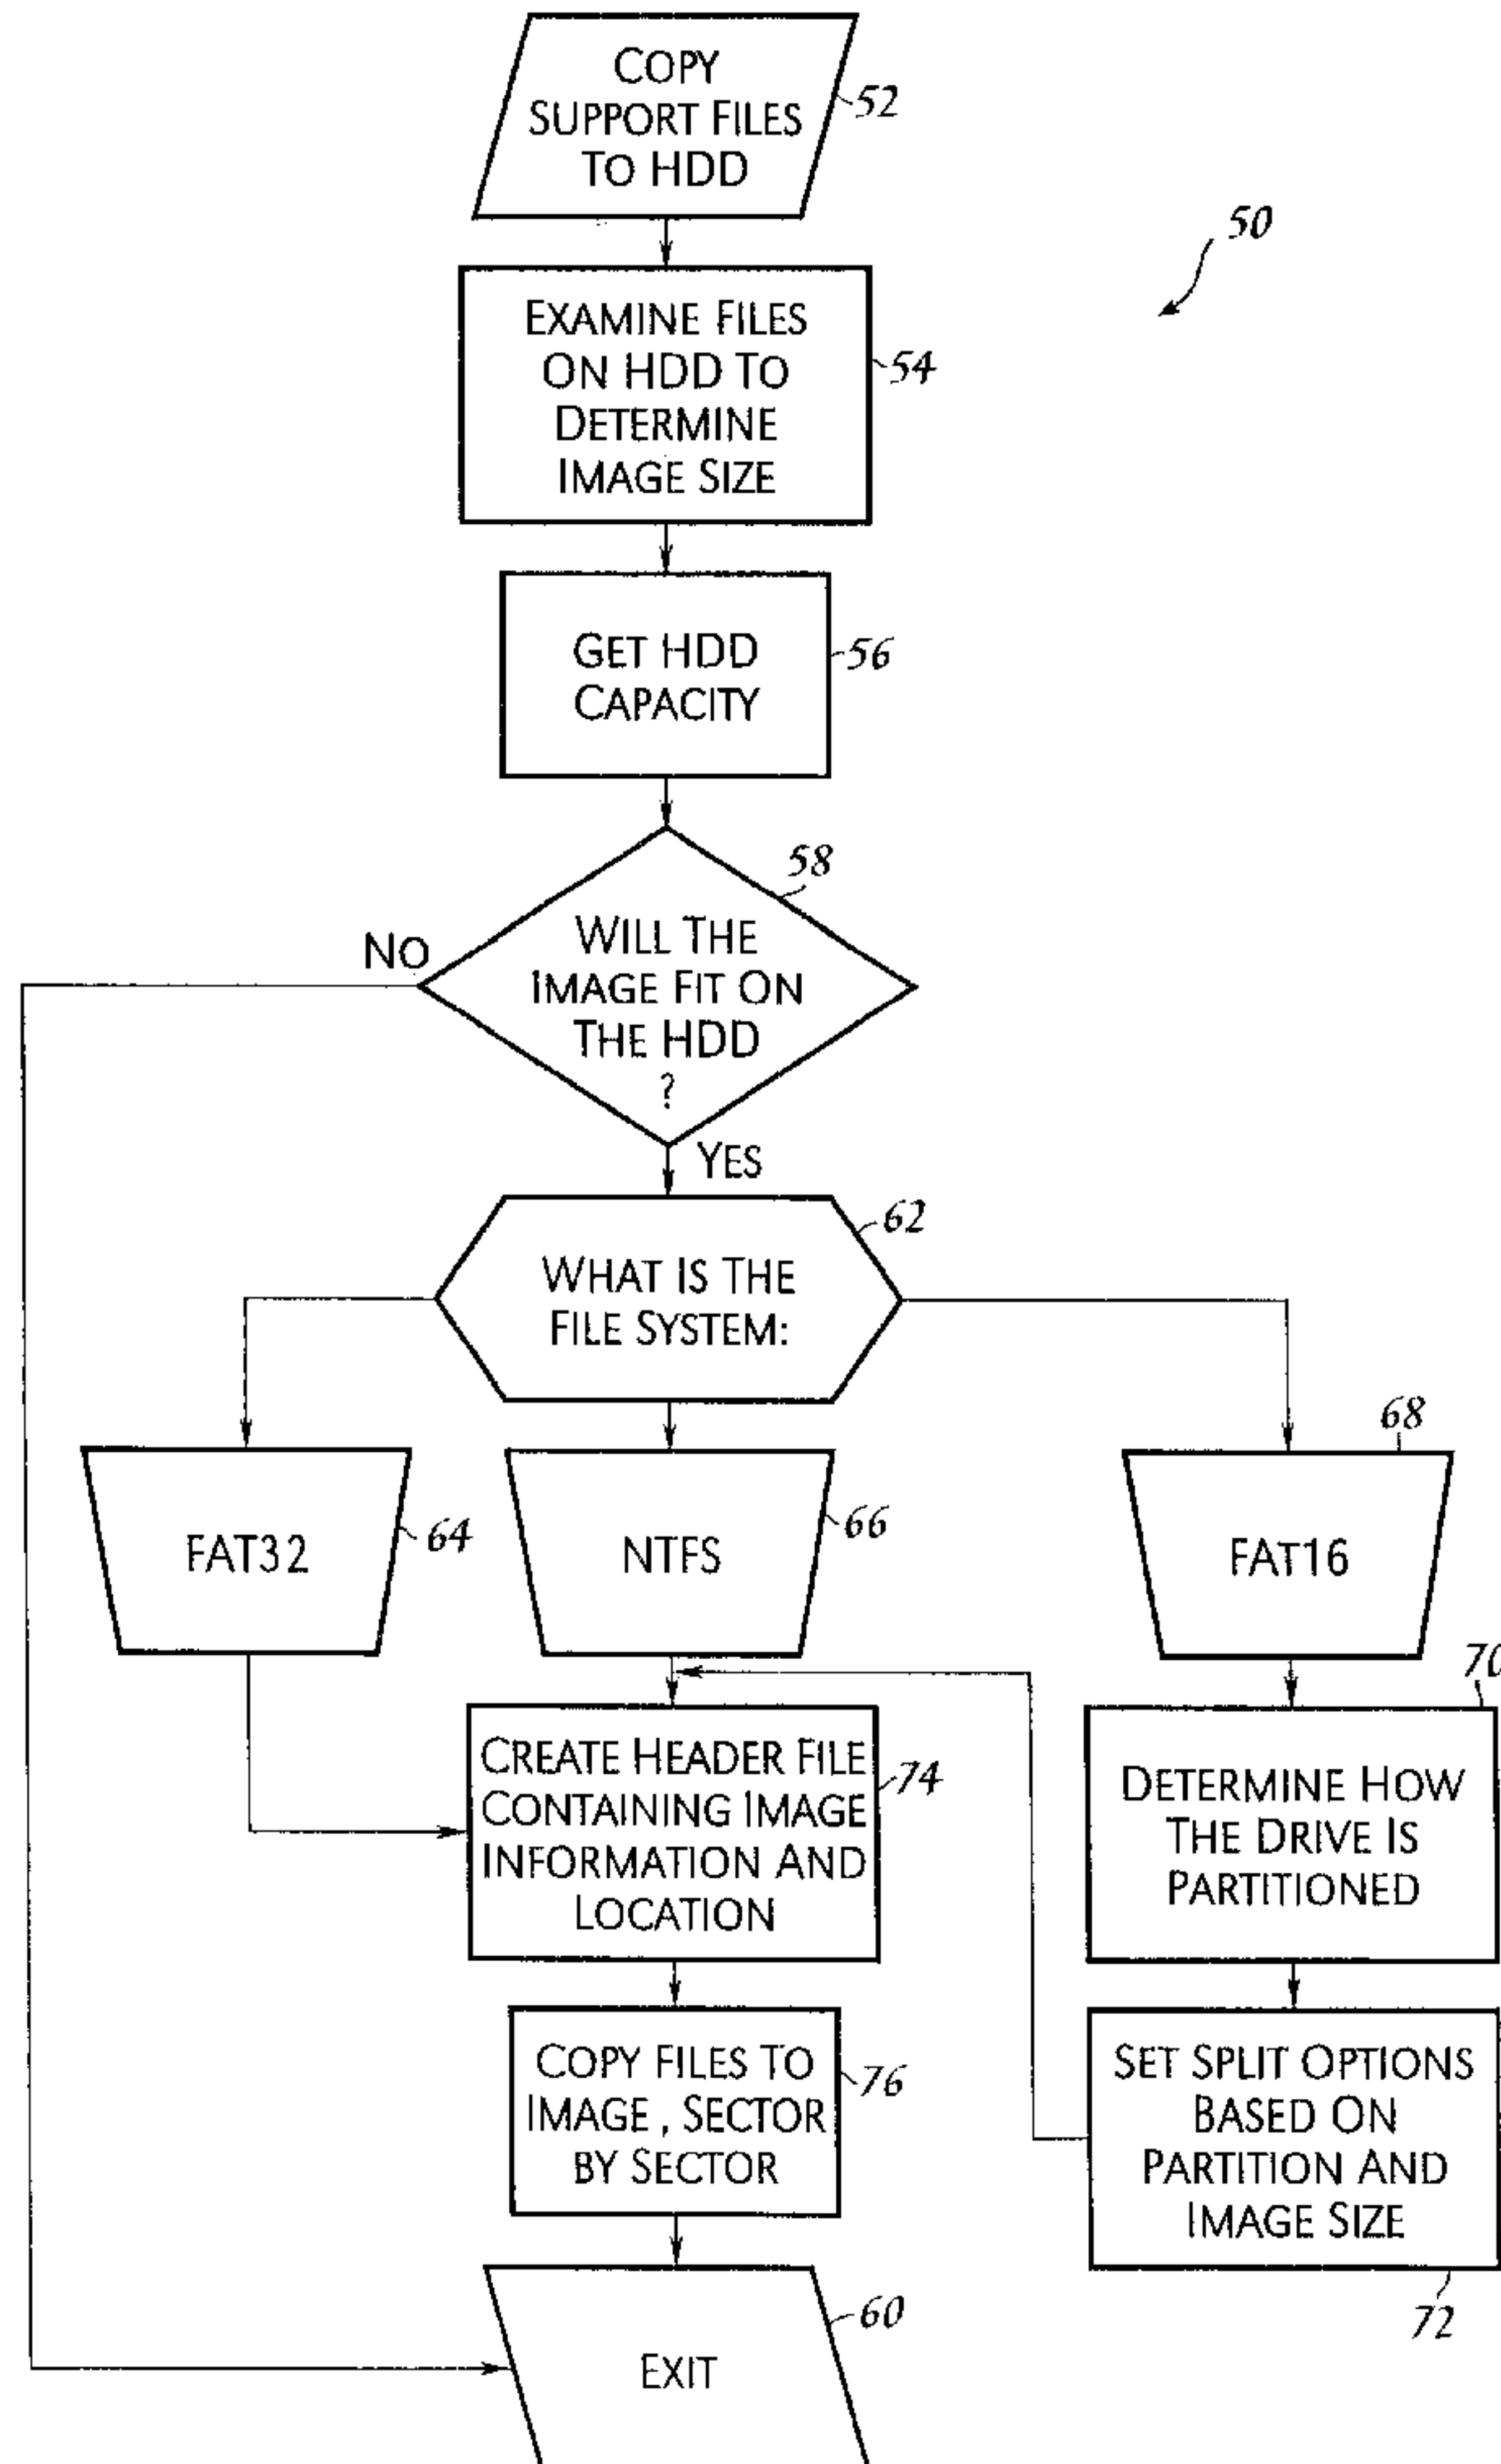 COPY
SUPPORT FILES
TO HDD
52
50
EXAMINE FILES
ON HDD TO
DETERMINE
IMAGE SIZE
54
GET HDD
CAPACITY
56
58
WILL THE
IMAGE FIT ON
THE HDD
?
NO
YES
62
WHAT IS THE
FILE SYSTEM:
FAT32
64
NTFS
66
68
FAT16
70
CREATE HEADER FILE
CONTAINING IMAGE
INFORMATION AND
LOCATION
74
DETERMINE HOW
THE DRIVE IS
PARTITIONED
COPY FILES TO
IMAGE, SECTOR
BY SECTOR
76
SET SPLIT OPTIONS
BASED ON
PARTITION AND
IMAGE SIZE
72
60
EXIT